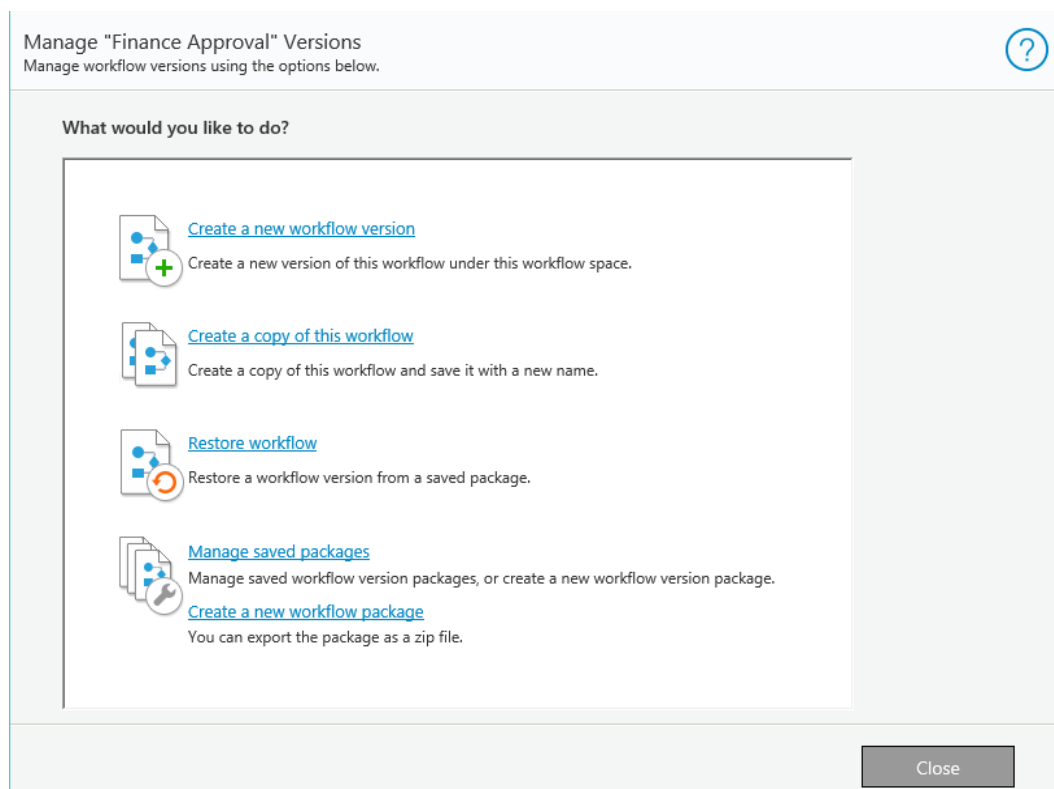 Manage "Finance Approval" Versions
Manage workflow versions using the options below.
?
What would you like to do?
Create a new workflow version
Create a new version of this workflow under this workflow space.
Create a copy of this workflow
Create a copy of this workflow and save it with a new name.
Restore workflow
Restore a workflow version from a saved package.
Manage saved packages
Manage saved workflow version packages, or create a new workflow version package.
Create a new workflow package
You can export the package as a zip file.
Close